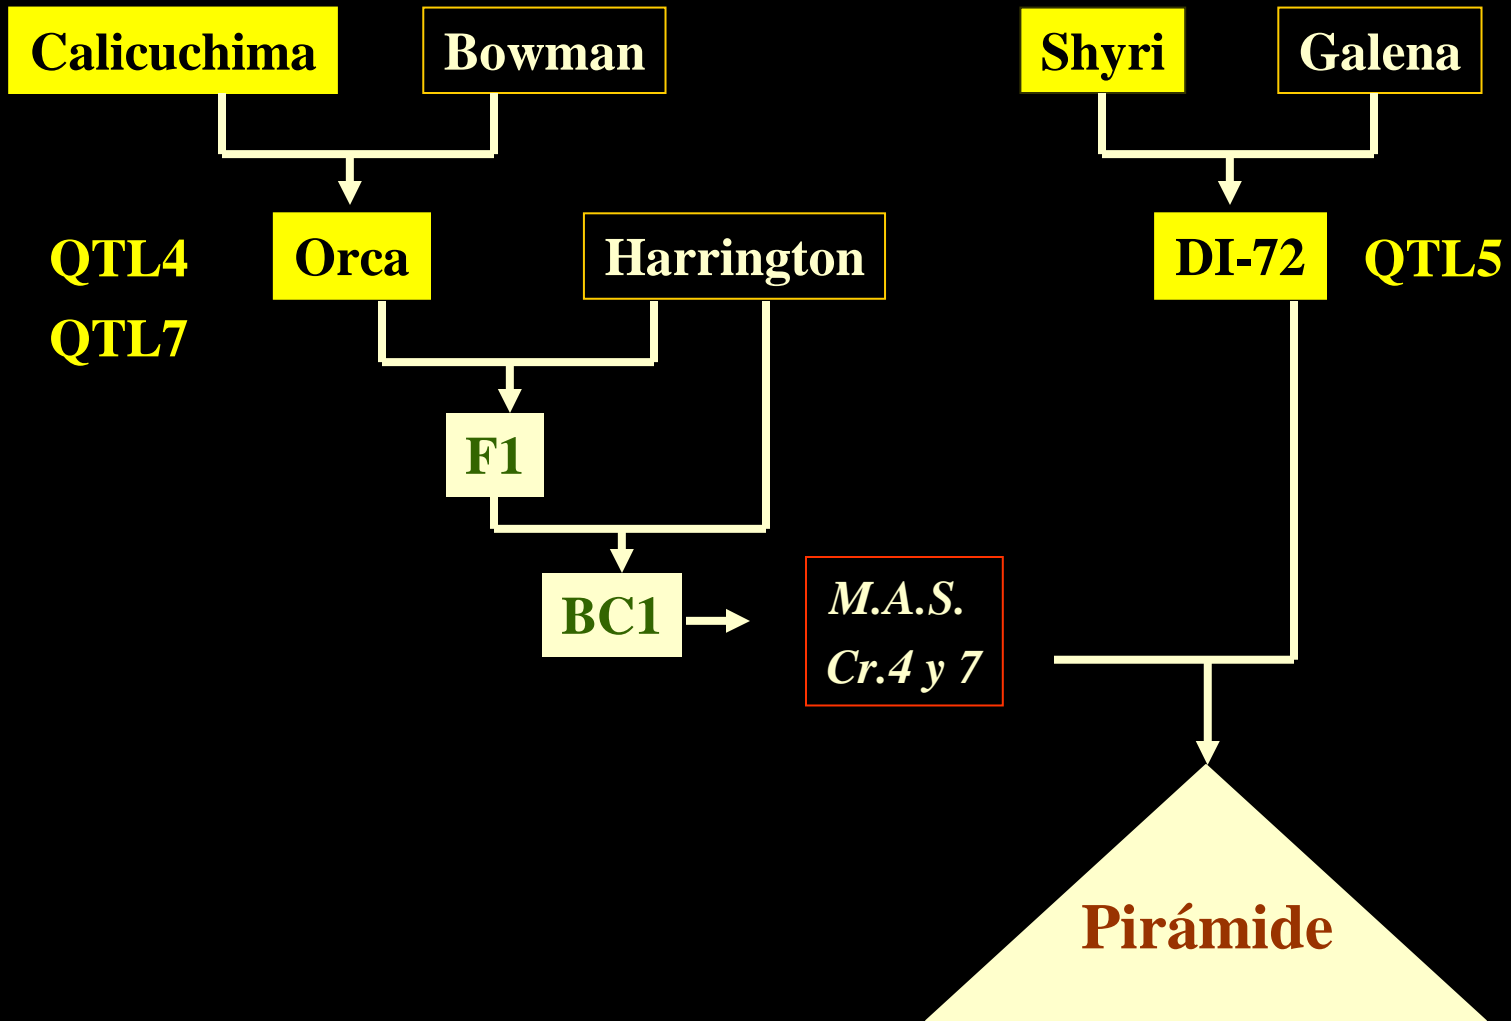 Calicuchima
Bowman
Shyri
Galena
QTL4
Orca
Harrington
DI-72
QTL5
QTL7
F1
BC1
M.A.S.
Cr.4 y 7
Pirámide